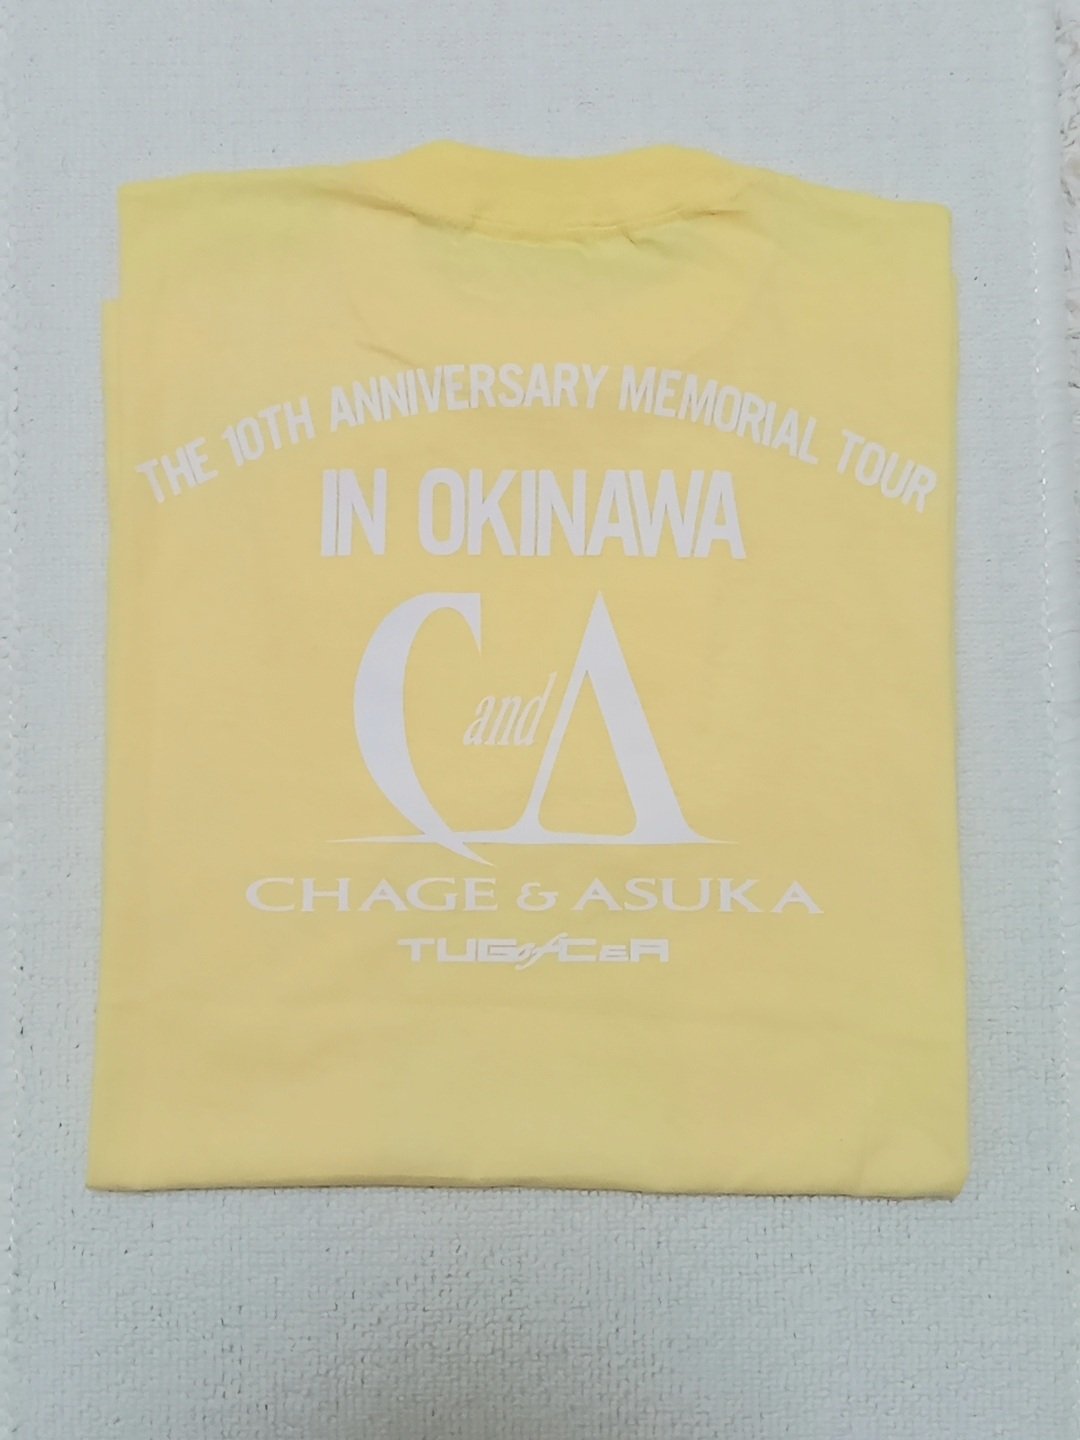 THE 10TH ANNIVERSARY MEMORIAL TOUR
IN OKINAWA
C and A
CHAGE & ASUKA
TUG of C&A